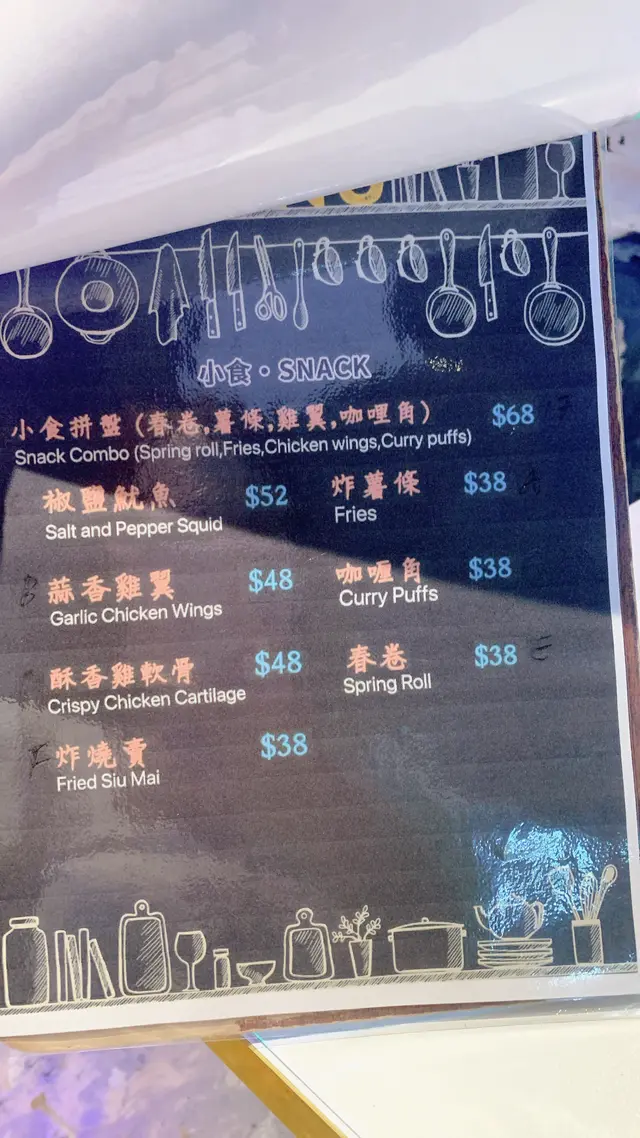 小食・SNACK
小食拼盤 (春卷,薯條,雞翼,咖哩角) $68
Snack Combo (Spring roll,Fries,Chicken wings,Curry puffs)
椒鹽魷魚 $52
Salt and Pepper Squid
炸薯條 $38
Fries
蒜香雞翼 $48
Garlic Chicken Wings
咖喱角 $38
Curry Puffs
酥香雞軟骨 $48
Crispy Chicken Cartilage
春卷 $38
Spring Roll
炸燒賣 $38
Fried Siu Mai